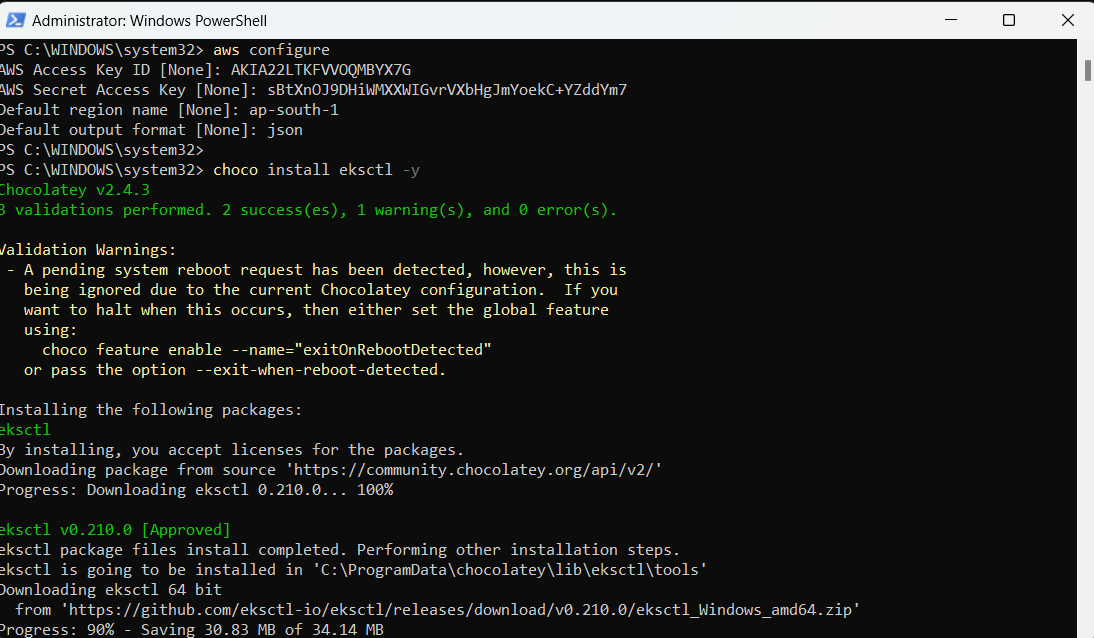 Administrator: Windows PowerShell
PS C:\WINDOWS\system32> aws configure
AWS Access Key ID [None]: AKIA22LTKFVVOQMBYX7G
AWS Secret Access Key [None]: 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
Default region name [None]: ap-south-1
Default output format [None]: json
PS C:\WINDOWS\system32>
PS C:\WINDOWS\system32> choco install eksctl -y
Chocolatey v2.4.3
3 validations performed. 2 success(es), 1 warning(s), and 0 error(s).
Validation Warnings:
- A pending system reboot request has been detected, however, this is
being ignored due to the current Chocolatey configuration. If you
want to halt when this occurs, then either set the global feature
using:
choco feature enable --name="exitOnRebootDetected"
or pass the option --exit-when-reboot-detected.
Installing the following packages:
eksctl
By installing, you accept licenses for the packages.
Downloading package from source 'https://community.chocolatey.org/api/v2/'
Progress: Downloading eksctl 0.210.0... 100%
eksctl v0.210.0 [Approved]
eksctl package files install completed. Performing other installation steps.
eksctl is going to be installed in 'C:\ProgramData\chocolatey\lib\eksctl\tools'
Downloading eksctl 64 bit
from 'https://github.com/eksctl-io/eksctl/releases/download/v0.210.0/eksctl_Windows_amd64.zip'
Progress: 90% - Saving 30.83 MB of 34.14 MB